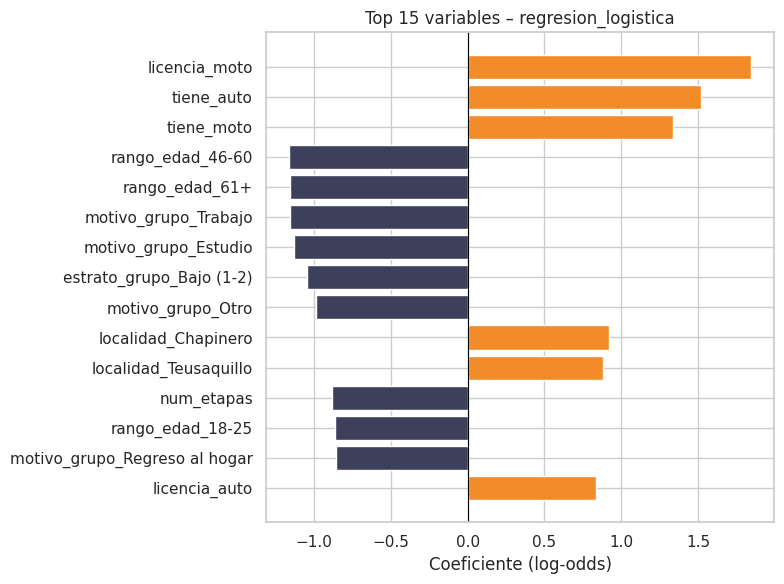 Top 15 variables – regresion_logistica
licencia_moto
tiene_auto
tiene_moto
rango_edad_46-60
rango_edad_61+
motivo_grupo_Trabajo
motivo_grupo_Estudio
estrato_grupo_Bajo (1-2)
motivo_grupo_Otro
localidad_Chapinero
localidad_Teusaquillo
num_etapas
rango_edad_18-25
motivo_grupo_Regreso al hogar
licencia_auto
−1.0 −0.5 0.0 0.5 1.0 1.5
Coeficiente (log-odds)